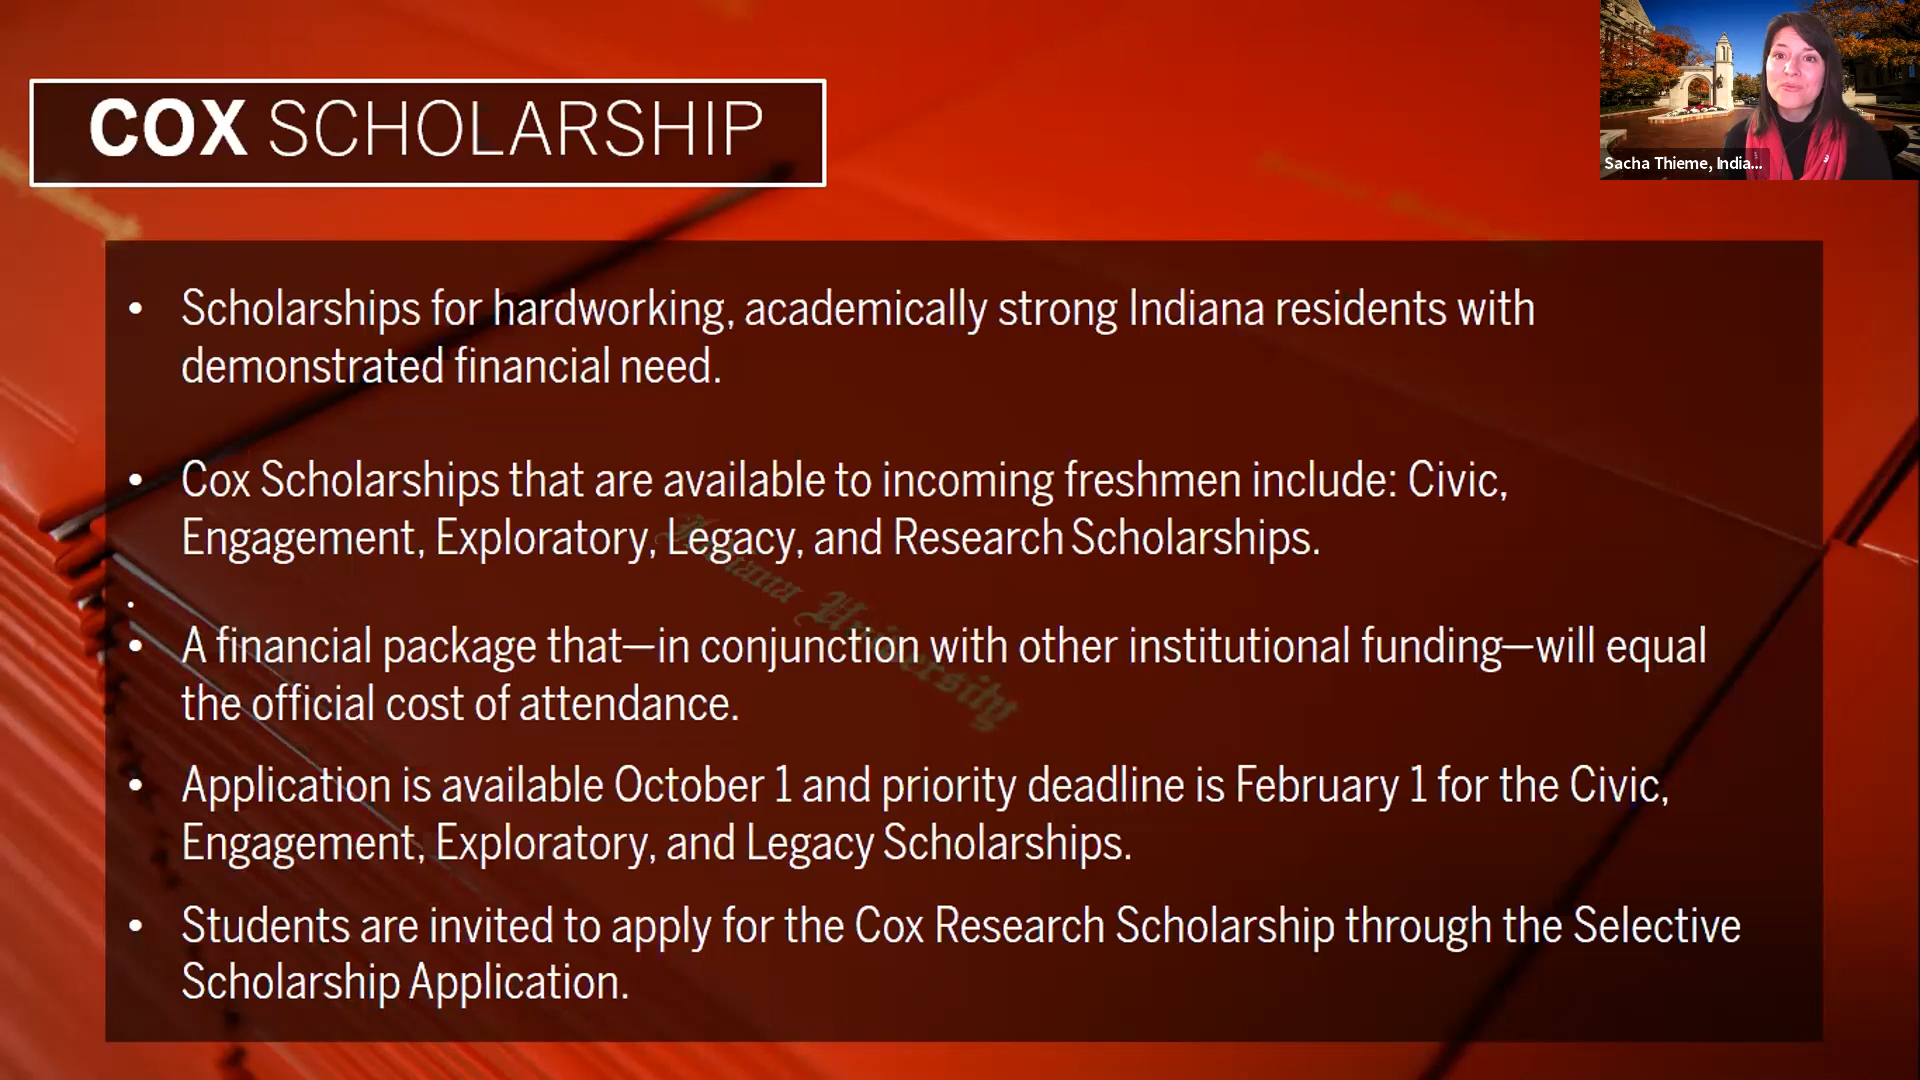 COX SCHOLARSHIP
Sacha Thieme, India...
• Scholarships for hardworking, academically strong Indiana residents with
demonstrated financial need.
• Cox Scholarships that are available to incoming freshmen include: Civic,
Engagement, Exploratory, Legacy, and Research Scholarships.
•
• A financial package that—in conjunction with other institutional funding—will equal
the official cost of attendance.
• Application is available October 1 and priority deadline is February 1 for the Civic,
Engagement, Exploratory, and Legacy Scholarships.
• Students are invited to apply for the Cox Research Scholarship through the Selective
Scholarship Application.
Indiana University